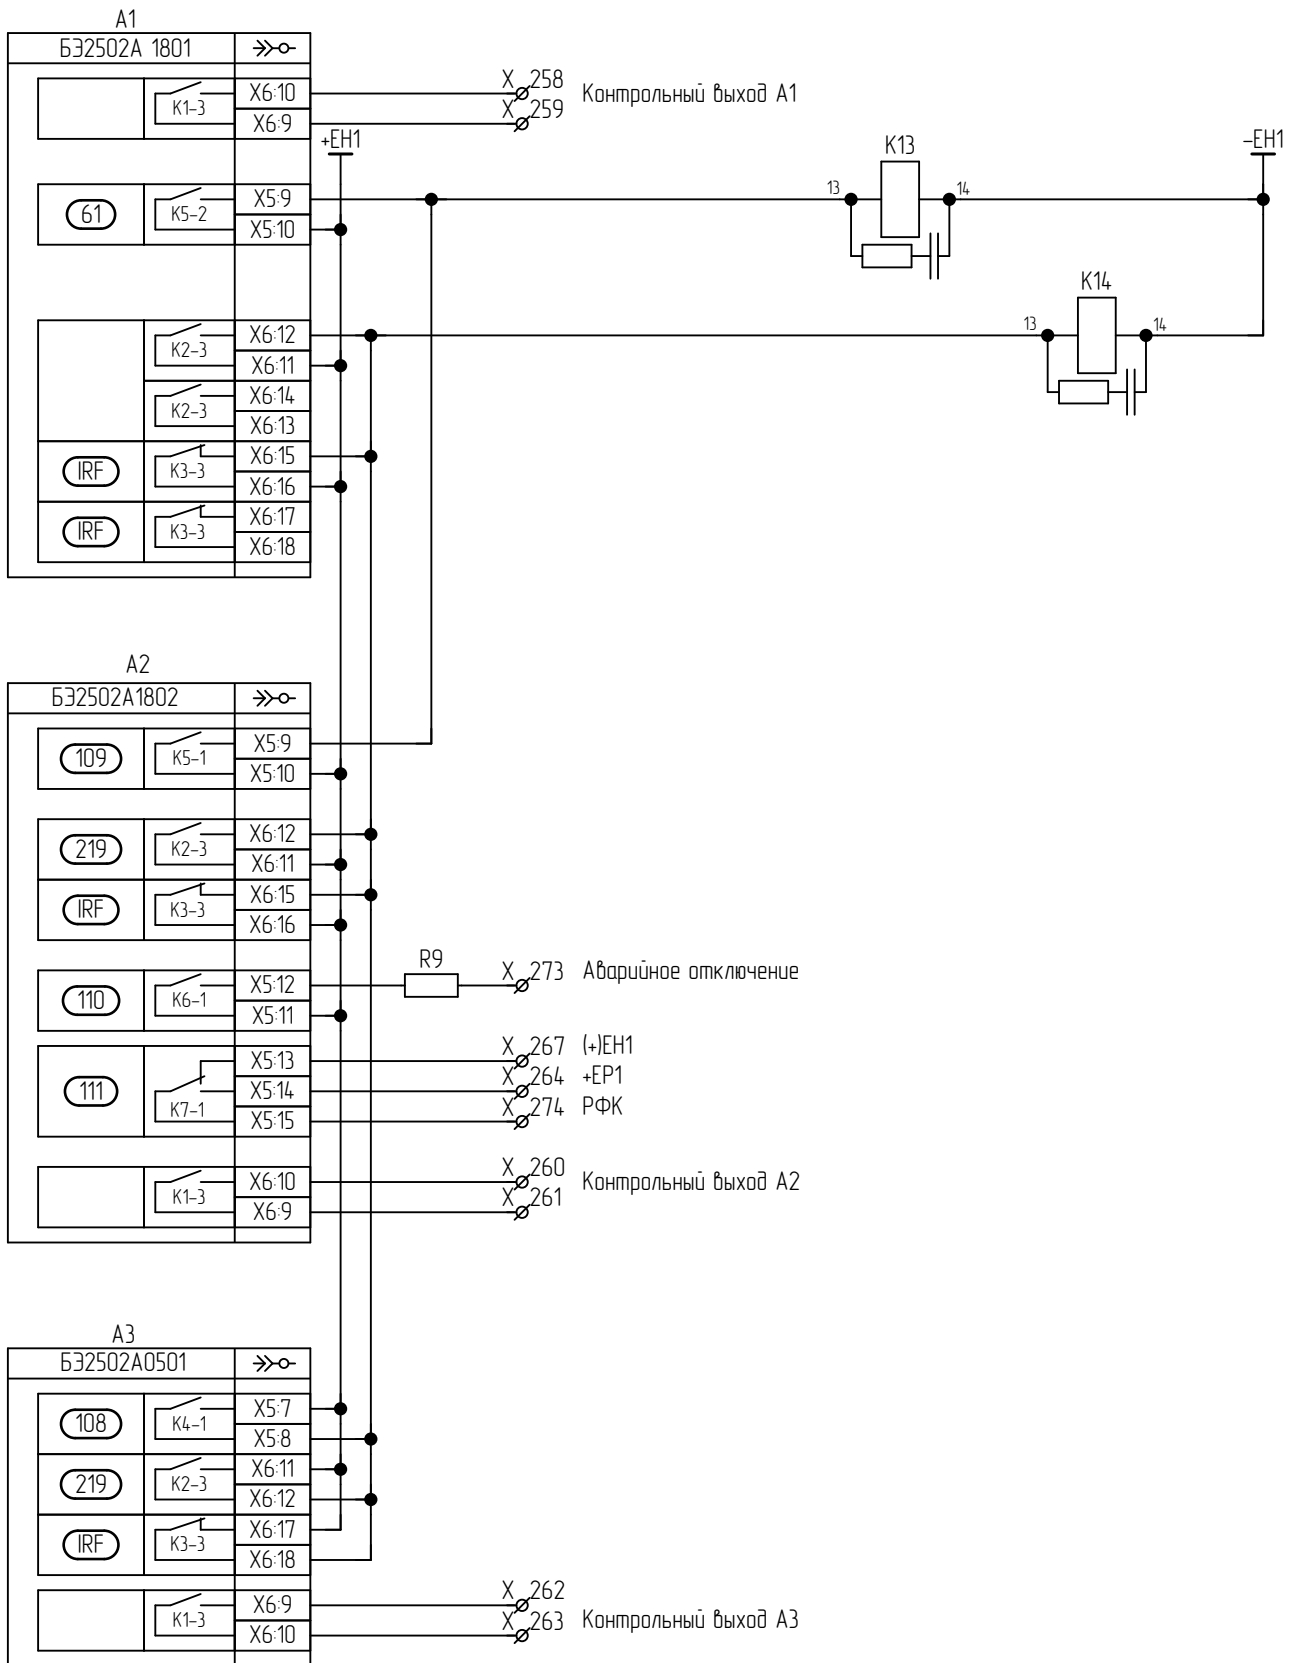 A1
БЭ2502А 1801
K1-3 X6:10 X 258 Контрольный выход А1
X6:9 X 259
+EH1 -EH1
K13
61 K5-2 X5:9 13 14
X5:10
K14
K2-3 X6:12 13 14
X6:11
K2-3 X6:14
X6:13
IRF K3-3 X6:15
X6:16
IRF K3-3 X6:17
X6:18
A2
БЭ2502А1802
109 K5-1 X5:9
X5:10
219 K2-3 X6:12
X6:11
IRF K3-3 X6:15
X6:16
110 K6-1 X5:12 R9 X 273 Аварийное отключение
X5:11
111 K7-1 X5:13 X 267 (+)EH1
X5:14 X 264 +EP1
X5:15 X 274 РФК
K1-3 X6:10 X 260 Контрольный выход А2
X6:9 X 261
A3
БЭ2502А0501
108 K4-1 X5:7
X5:8
219 K2-3 X6:11
X6:12
IRF K3-3 X6:17
X6:18
K1-3 X6:9 X 262
X6:10 X 263 Контрольный выход А3